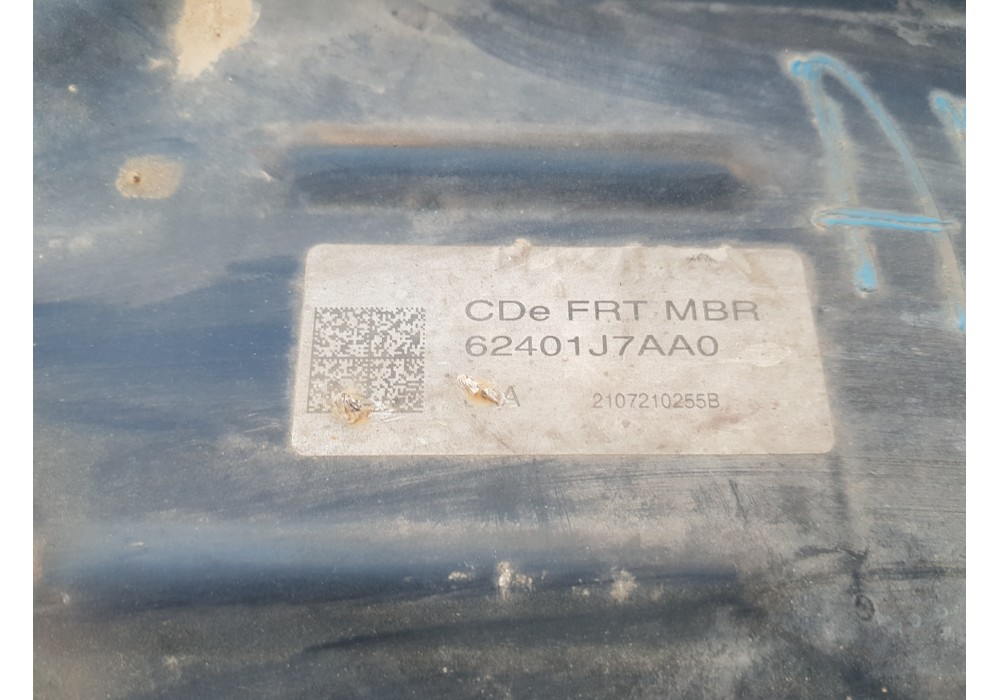 CDe FRT MBR
62401J7AA0
A
2107210255B